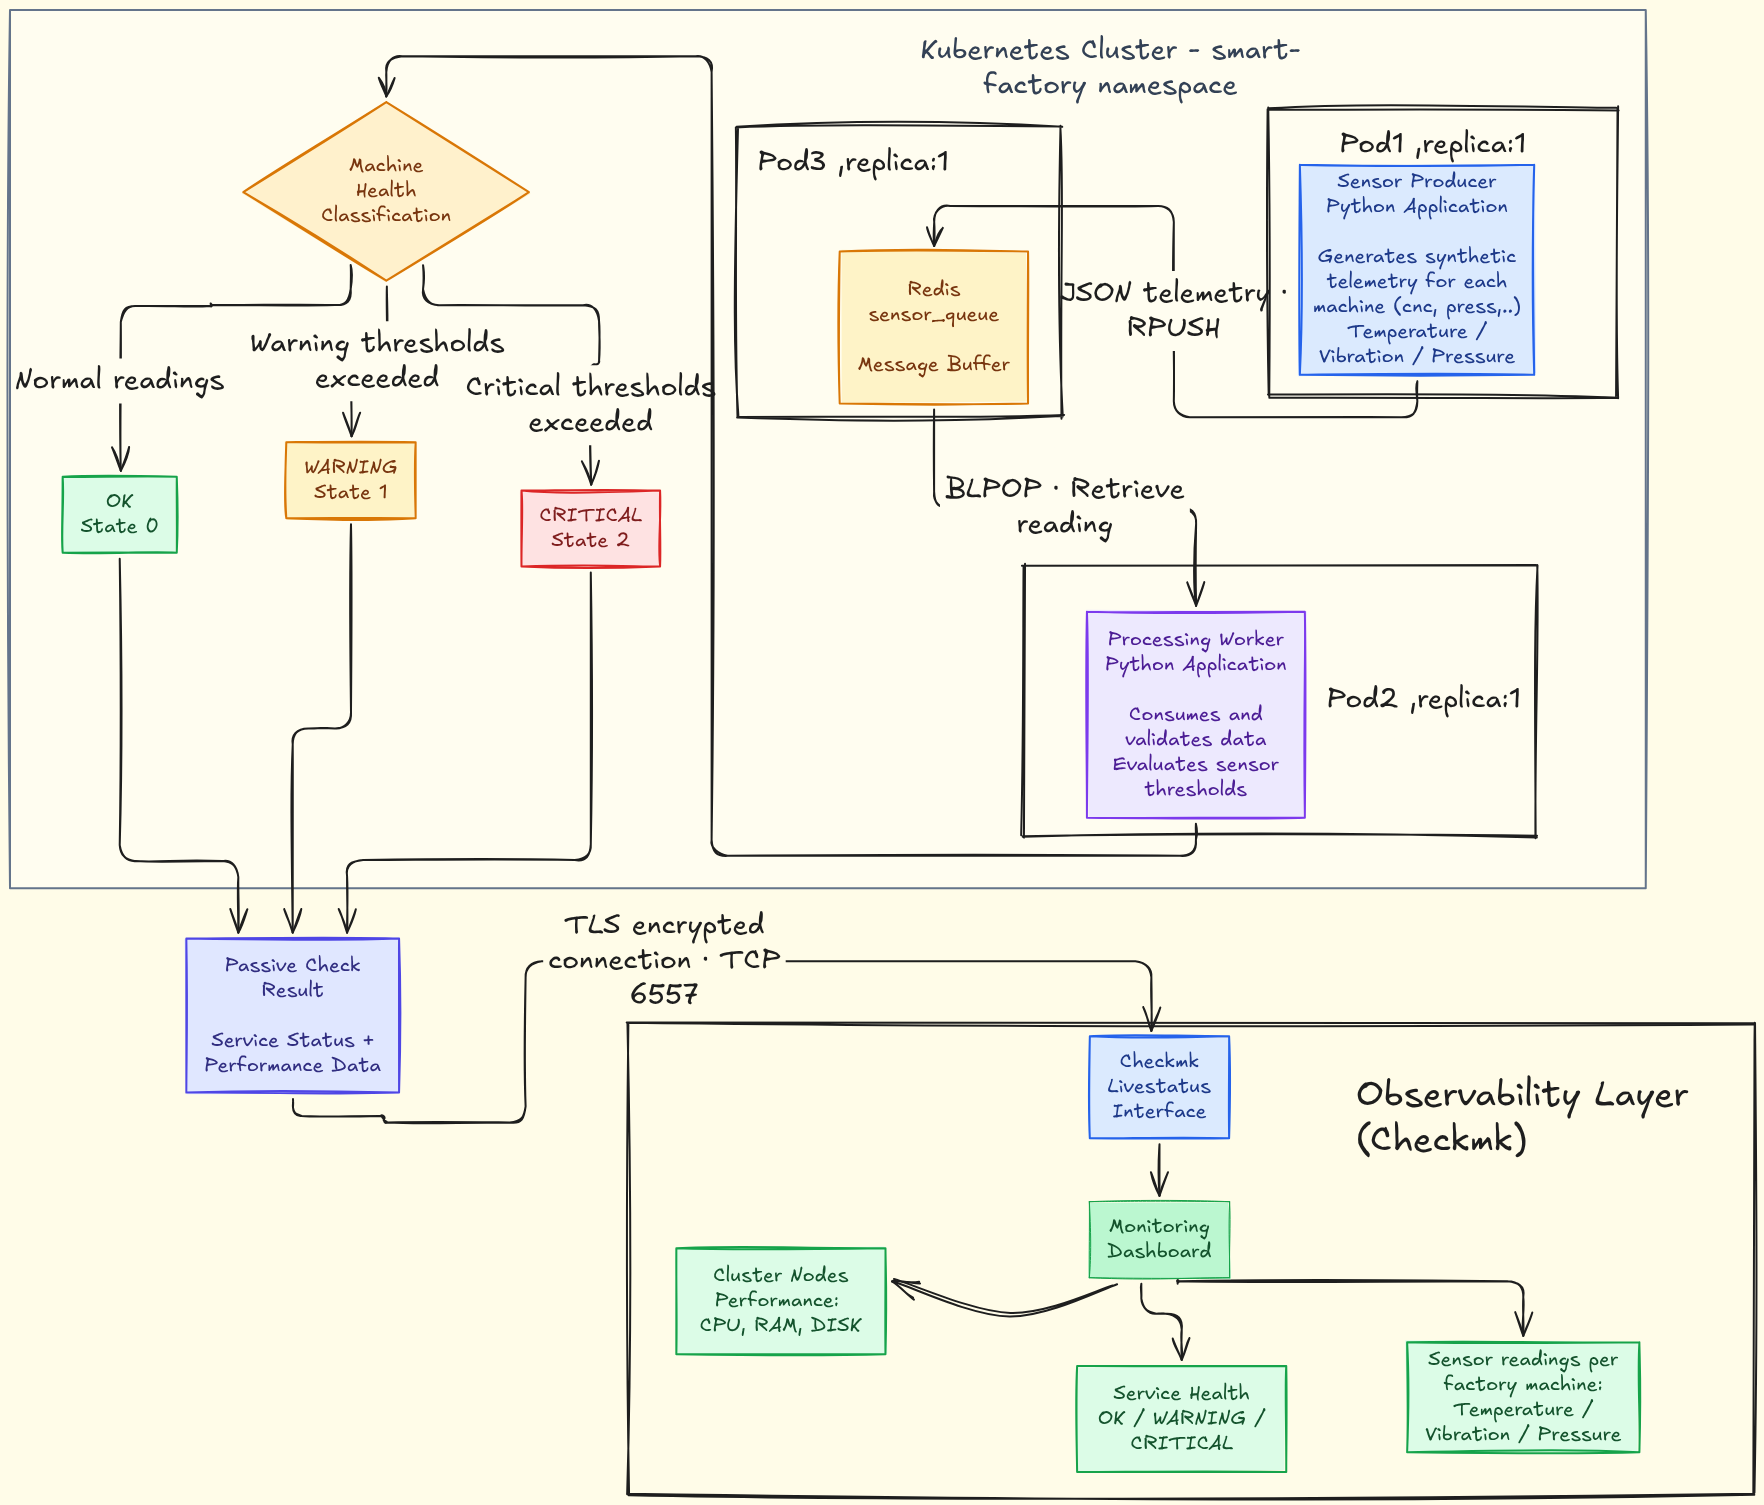 Kubernetes Cluster - smart-
factory namespace
Machine
Health
Classification
Pod3 ,replica:1
Pod1 ,replica:1
Sensor Producer
Python Application
Generates synthetic
telemetry for each
machine (cnc, press,..)
Temperature /
Vibration / Pressure
Redis
sensor_queue
Message Buffer
JSON telemetry ·
RPUSH
Normal readings
Warning thresholds
exceeded
Critical thresholds
exceeded
OK
State 0
WARNING
State 1
CRITICAL
State 2
BLPOP · Retrieve
reading
Processing Worker
Python Application
Consumes and
validates data
Evaluates sensor
thresholds
Pod2 ,replica:1
Passive Check
Result
Service Status +
Performance Data
TLS encrypted
connection · TCP
6557
Checkmk
Livestatus
Interface
Observability Layer
(Checkmk)
Monitoring
Dashboard
Cluster Nodes
Performance:
CPU, RAM, DISK
Service Health
OK / WARNING /
CRITICAL
Sensor readings per
factory machine:
Temperature /
Vibration / Pressure